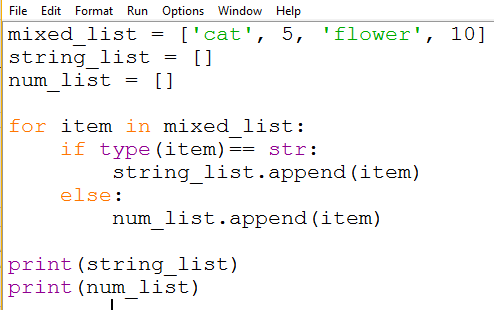 File Edit Format Run Options Window Help
mixed_list = ['cat', 5, 'flower', 10]
string_list = []
num_list = []
for item in mixed_list:
    if type(item)== str:
        string_list.append(item)
    else:
        num_list.append(item)
print(string_list)
print(num_list)